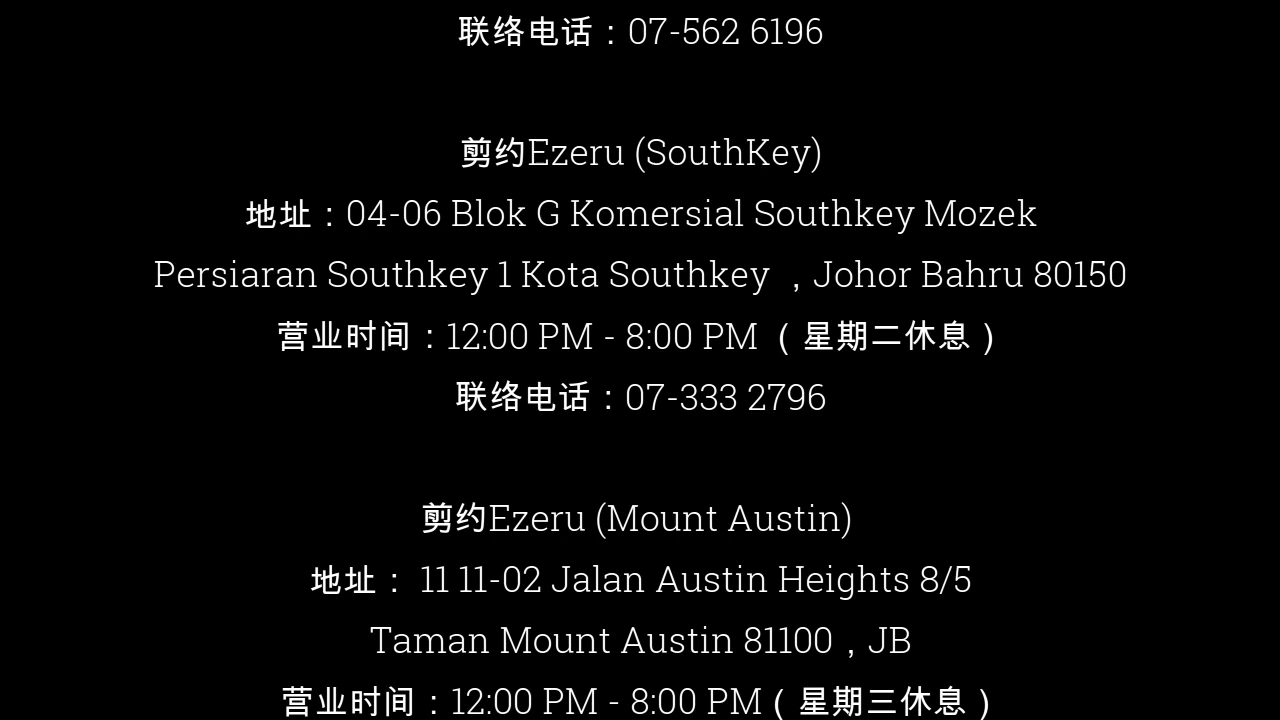 联络电话：07-562 6196
剪约Ezeru (SouthKey)
地址：04-06 Blok G Komersial Southkey Mozek
Persiaran Southkey 1 Kota Southkey ，Johor Bahru 80150
营业时间：12:00 PM - 8:00 PM （星期二休息）
联络电话：07-333 2796
剪约Ezeru (Mount Austin)
地址： 11 11-02 Jalan Austin Heights 8/5
Taman Mount Austin 81100，JB
营业时间：12:00 PM - 8:00 PM（星期三休息）